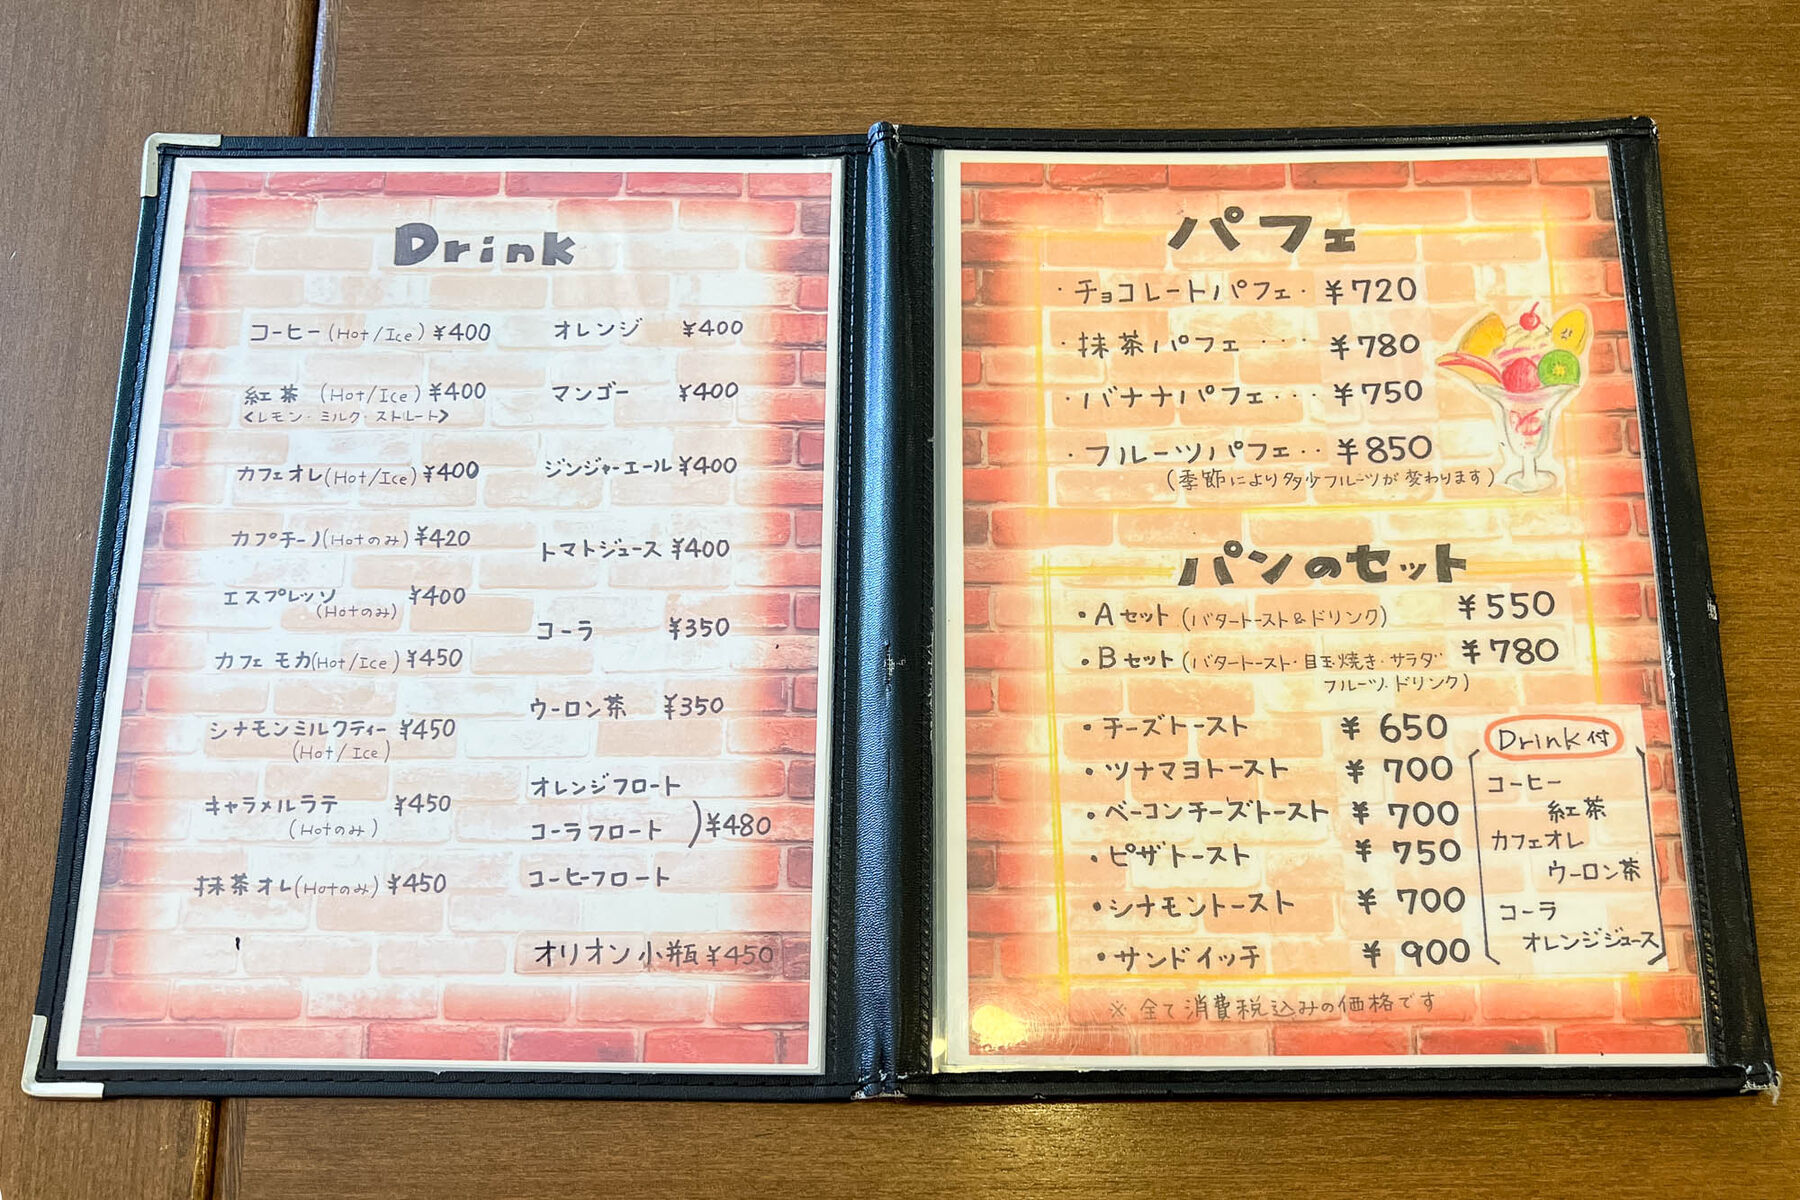 Drink
コーヒー(Hot/Ice) ¥400
紅茶 (Hot/Ice) ¥400
<レモン・ミルク・ストレート>
カフェオレ(Hot/Ice) ¥400
カプチーノ(Hotのみ) ¥420
エスプレッソ ¥400
(Hotのみ)
カフェモカ(Hot/Ice) ¥450
シナモンミルクティー ¥450
(Hot/Ice)
キャラメルラテ ¥450
(Hotのみ)
抹茶オレ(Hotのみ) ¥450
オレンジ ¥400
マンゴー ¥400
ジンジャーエール ¥400
トマトジュース ¥400
コーラ ¥350
ウーロン茶 ¥350
オレンジフロート
コーラフロート )¥480
コーヒーフロート
オリオン小瓶 ¥450
パフェ
・チョコレートパフェ・ ¥720
・抹茶パフェ・・・ ¥780
・バナナパフェ・・・ ¥750
・フルーツパフェ・・ ¥850
(季節により多少フルーツが変わります)
パンのセット
・Aセット(バタートースト&ドリンク) ¥550
・Bセット(バタートースト・目玉焼き・サラダ ¥780
フルーツ・ドリンク)
・チーズトースト ¥650
・ツナマヨトースト ¥700
・ベーコンチーズトースト ¥700
・ピザトースト ¥750
・シナモントースト ¥700
・サンドイッチ ¥900
Drink付
コーヒー
紅茶
カフェオレ
ウーロン茶
コーラ
オレンジジュース
※全て消費税込みの価格です